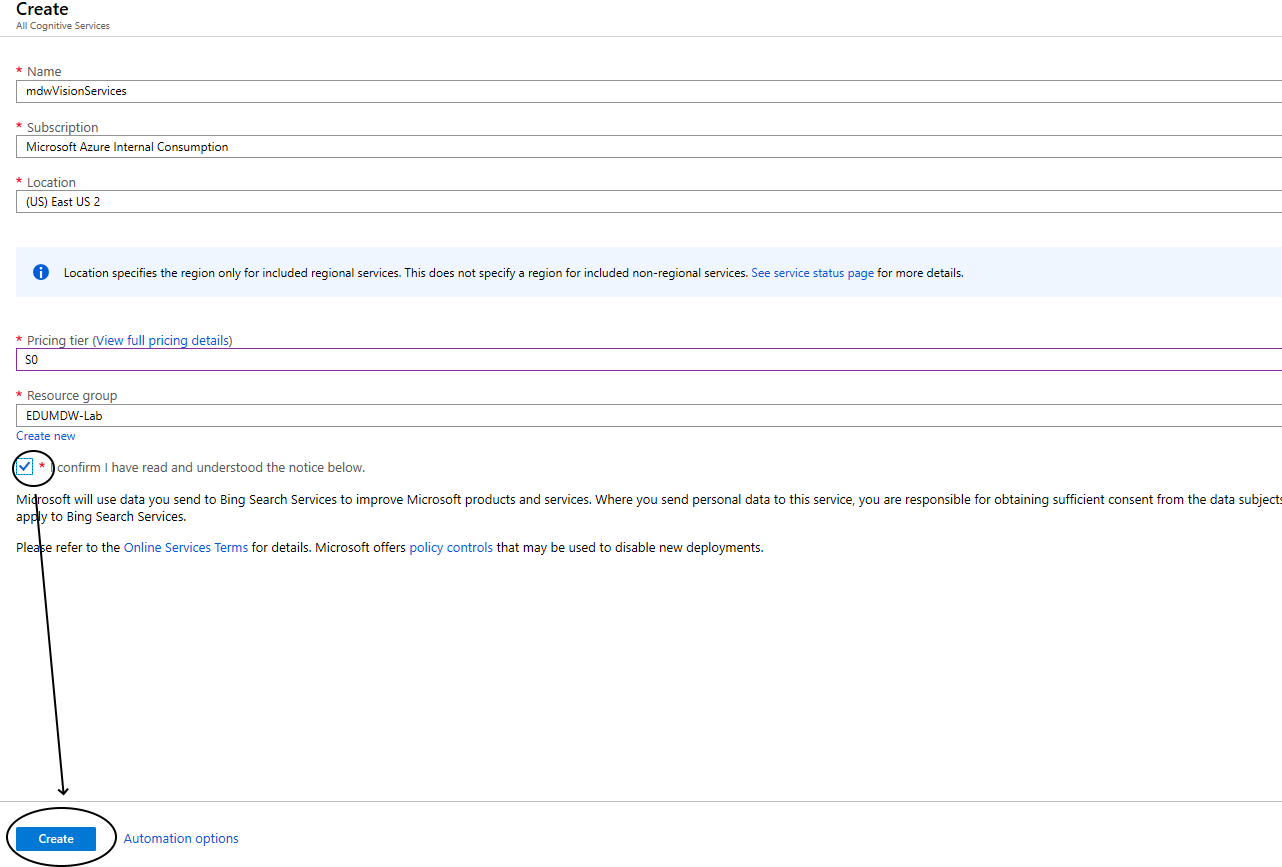 Create
All Cognitive Services
* Name
mdwVisionServices
* Subscription
Microsoft Azure Internal Consumption
* Location
(US) East US 2
Location specifies the region only for included regional services. This does not specify a region for included non-regional services. See service status page for more details.
* Pricing tier (View full pricing details)
S0
* Resource group
EDUMDW-Lab
Create new
* I confirm I have read and understood the notice below.
Microsoft will use data you send to Bing Search Services to improve Microsoft products and services. Where you send personal data to this service, you are responsible for obtaining sufficient consent from the data subjects
apply to Bing Search Services.
Please refer to the Online Services Terms for details. Microsoft offers policy controls that may be used to disable new deployments.
Create
Automation options